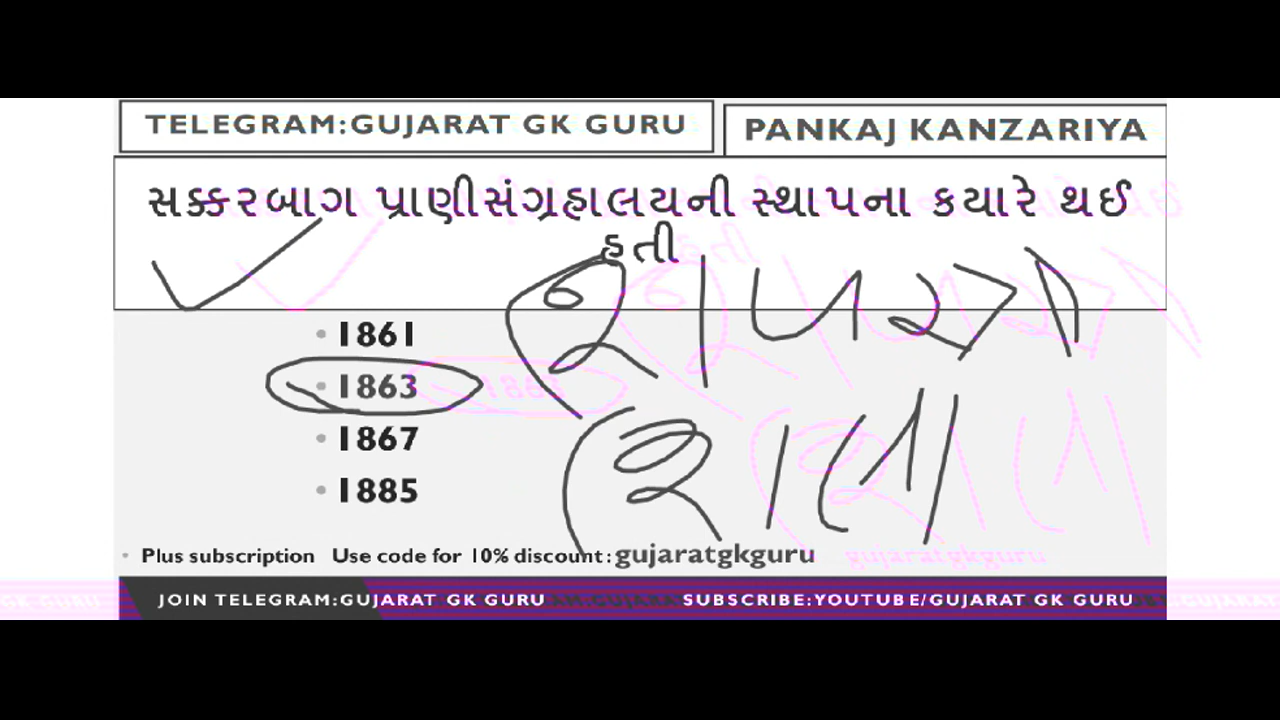 TELEGRAM:GUJARAT GK GURU
PANKAJ KANZARIYA
સક્કરબાગ પ્રાણીસંગ્રહાલયની સ્થાપના કયારે થઈ
હતી
• 1861
• 1863
• 1867
• 1885
• Plus subscription Use code for 10% discount: gujaratgkguru
JOIN TELEGRAM:GUJARAT GK GURU
SUBSCRIBE:YOUTUBE/GUJARAT GK GURU